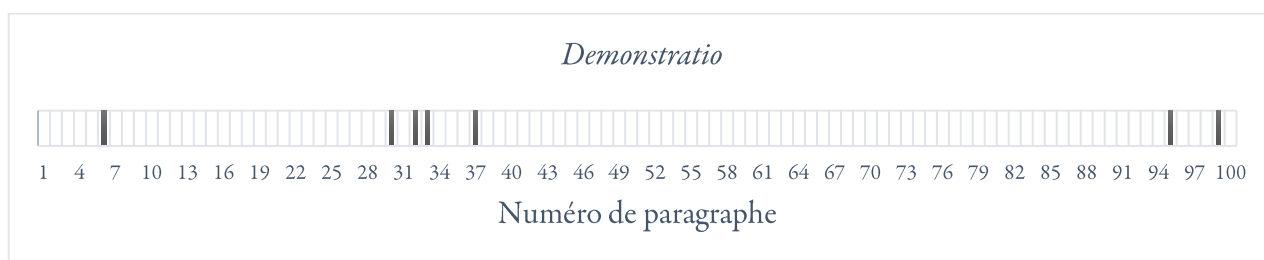 Demonstratio
1 4 7 10 13 16 19 22 25 28 31 34 37 40 43 46 49 52 55 58 61 64 67 70 73 76 79 82 85 88 91 94 97 100
Numéro de paragraphe